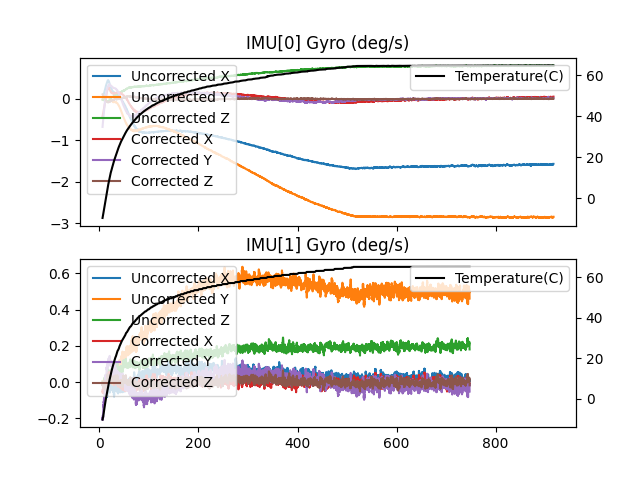 IMU[0] Gyro (deg/s)
Uncorrected X
Uncorrected Y
Uncorrected Z
Corrected X
Corrected Y
Corrected Z
Temperature(C)
0
−1
−2
−3
60
40
20
0
IMU[1] Gyro (deg/s)
Uncorrected X
Uncorrected Y
Uncorrected Z
Corrected X
Corrected Y
Corrected Z
Temperature(C)
0.6
0.4
0.2
0.0
−0.2
60
40
20
0
0 200 400 600 800